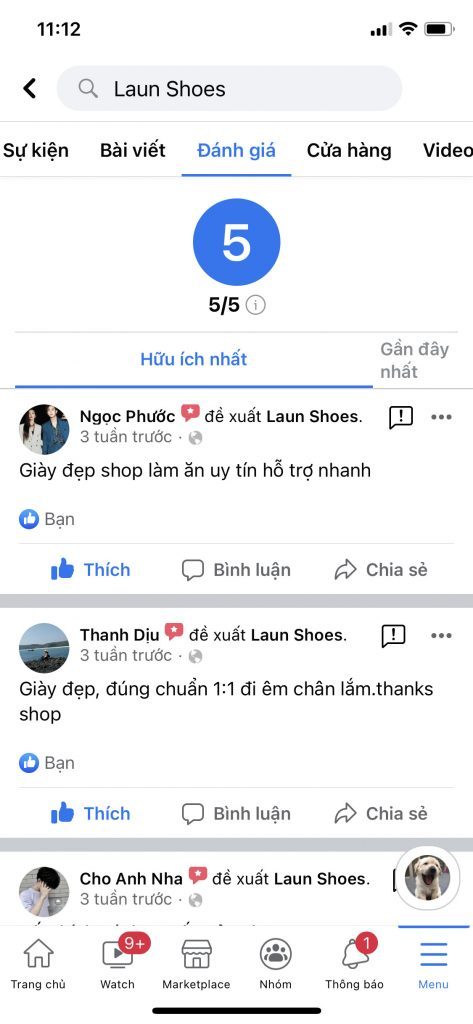 11:12
Laun Shoes
Sự kiện Bài viết Đánh giá Cửa hàng Video
5
5/5
Hữu ích nhất
Gần đây
nhất
Ngọc Phước đề xuất Laun Shoes.
3 tuần trước ·
Giày đẹp shop làm ăn uy tín hỗ trợ nhanh
Bạn
Thích Bình luận Chia sẻ
Thanh Dịu đề xuất Laun Shoes.
3 tuần trước ·
Giày đẹp, đúng chuẩn 1:1 đi êm chân lắm.thanks
shop
Bạn
Thích Bình luận Chia sẻ
Cho Anh Nha đề xuất Laun Shoes.
3 tuần trước ·
9+ 1
Trang chủ Watch Marketplace Nhóm Thông báo Menu